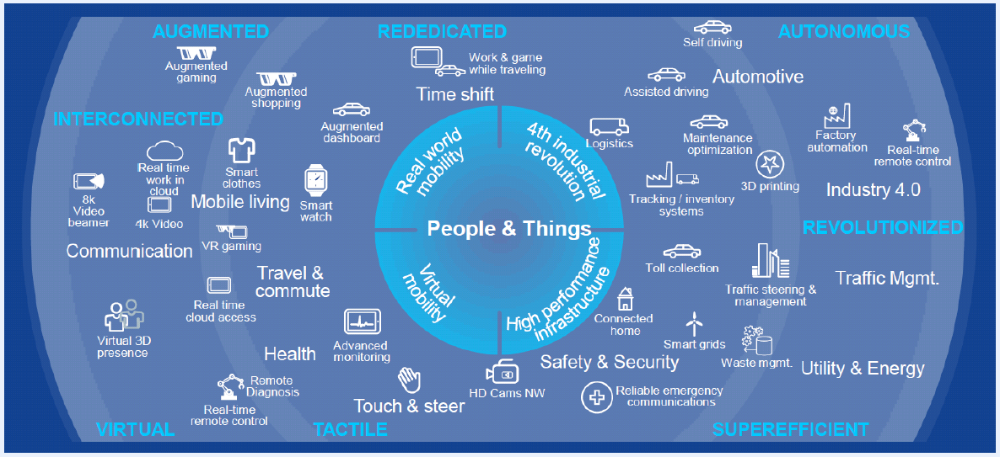 AUGMENTED
REDEDICATED
AUTONOMOUS
Self driving
Augmented
gaming
Work & game
while traveling
Augmented
shopping
Time shift
Assisted driving
Automotive
INTERCONNECTED
Augmented
dashboard
Real world
mobility
4th industrial
revolution
Logistics
Maintenance
optimization
Factory
automation
Real-time
remote control
Real time
work in
cloud
Smart
clothes
3D printing
8k
Video
beamer
4k Video
Mobile living
Smart
watch
Tracking / inventory
systems
Industry 4.0
People & Things
REVOLUTIONIZED
Communication
VR gaming
Travel &
commute
Virtual
mobility
High performance
infrastructure
Toll collection
Traffic steering &
management
Traffic Mgmt.
Real time
cloud access
Connected
home
Virtual 3D
presence
Health
Advanced
monitoring
Smart grids
Waste mgmt.
Safety & Security
Utility & Energy
Remote
Diagnosis
Real-time
remote control
Touch & steer
HD Cams NW
Reliable emergency
communications
VIRTUAL
TACTILE
SUPEREFFICIENT